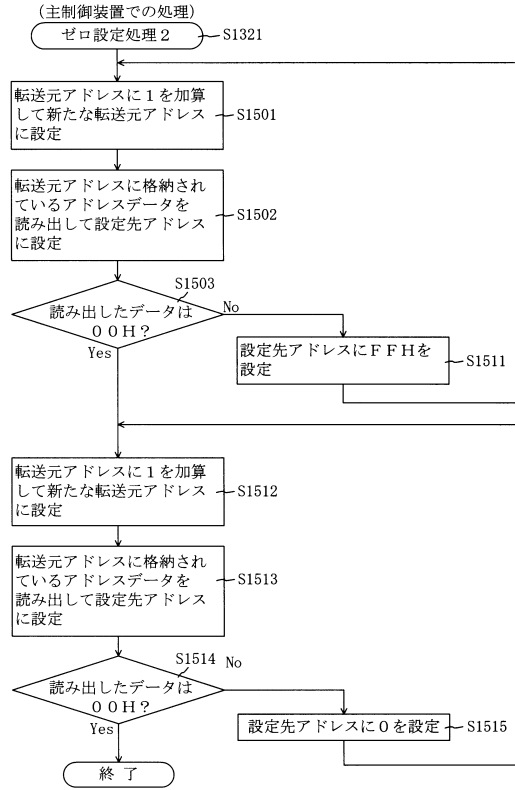 (主制御装置での処理)
ゼロ設定処理２
S1321
転送元アドレスに１を加算
して新たな転送元アドレス
に設定
S1501
転送元アドレスに格納され
ているアドレスデータを
読み出して設定先アドレス
に設定
S1502
S1503
読み出したデータは
００Ｈ？
No
Yes
設定先アドレスにＦＦＨを
設定
S1511
転送元アドレスに１を加算
して新たな転送元アドレス
に設定
S1512
転送元アドレスに格納され
ているアドレスデータを
読み出して設定先アドレス
に設定
S1513
S1514
No
読み出したデータは
００Ｈ？
Yes
設定先アドレスに０を設定
S1515
終 了